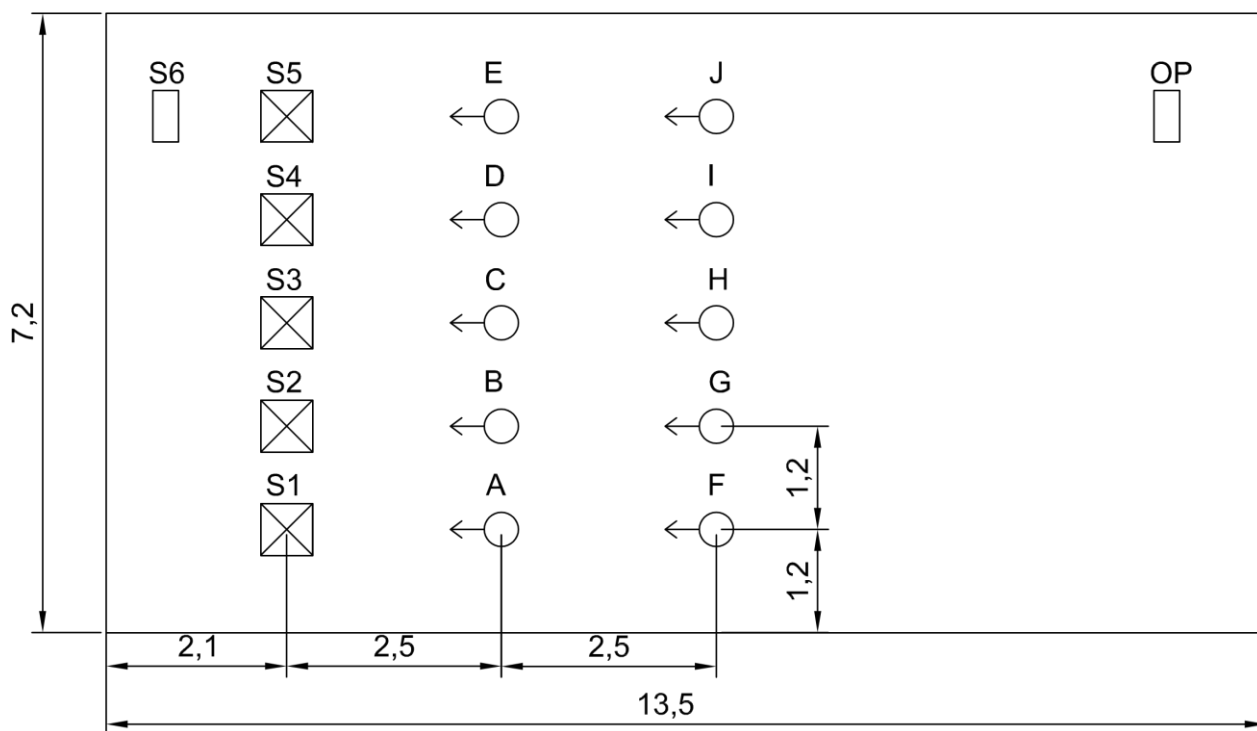 S6 S5 E J OP
S4 D I
S3 C H
7,2
S2 B G
1,2
S1 A F
1,2
2,1 2,5 2,5
13,5